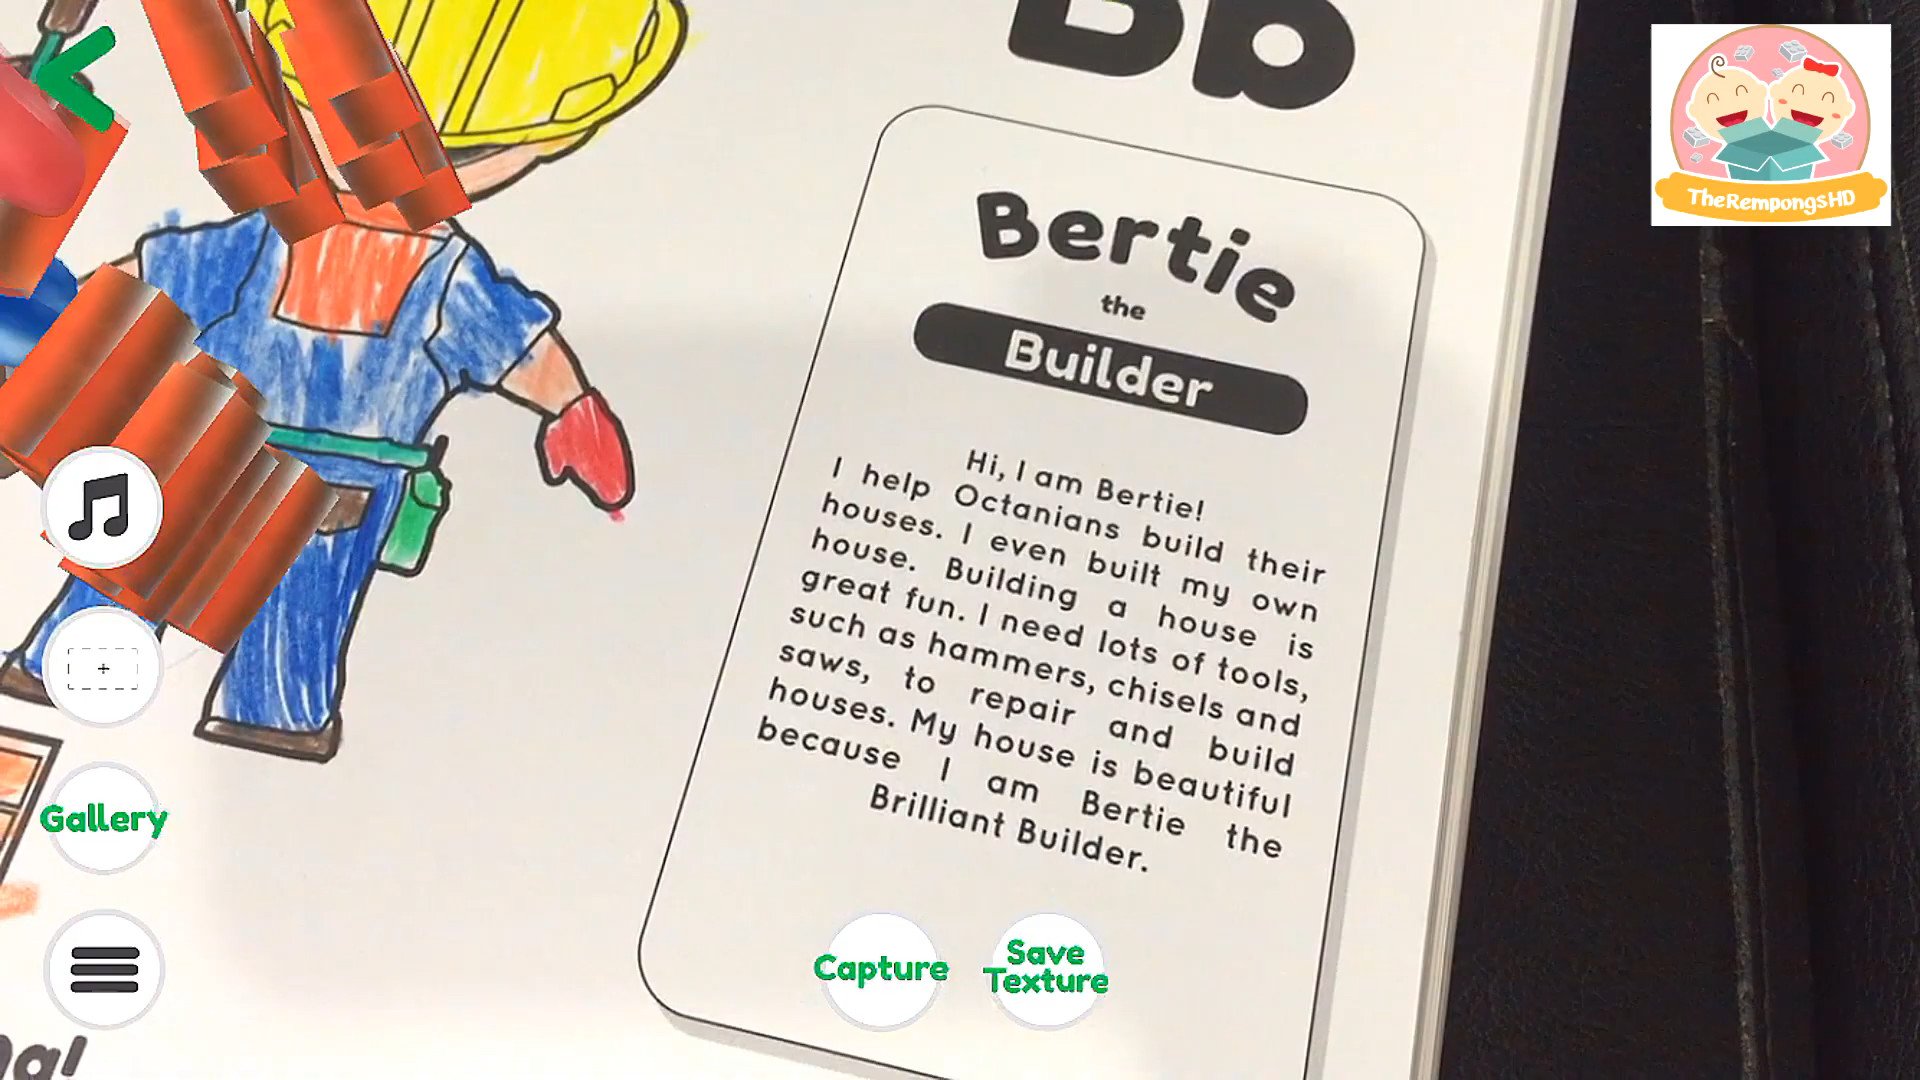 Bb
TheRempongsHD
Bertie
the
Builder
Hi, I am Bertie!
I help Octanians build their
houses. I even built my own
house. Building a house is
great fun. I need lots of tools,
such as hammers, chisels and
saws, to repair and build
houses. My house is beautiful
because I am Bertie the
Brilliant Builder.
Gallery
Capture
Save
Texture